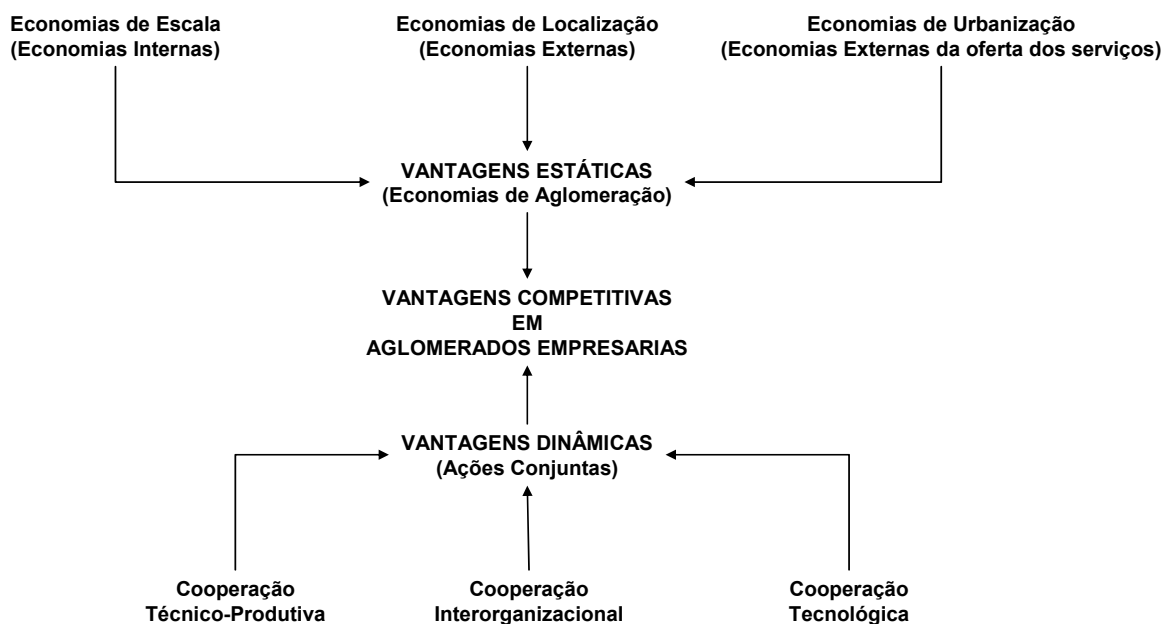 Economias de Escala
(Economias Internas)
Economias de Localização
(Economias Externas)
Economias de Urbanização
(Economias Externas da oferta dos serviços)
VANTAGENS ESTÁTICAS
(Economias de Aglomeração)
VANTAGENS COMPETITIVAS
EM
AGLOMERADOS EMPRESARIAS
VANTAGENS DINÂMICAS
(Ações Conjuntas)
Cooperação
Técnico-Produtiva
Cooperação
Interorganizacional
Cooperação
Tecnológica